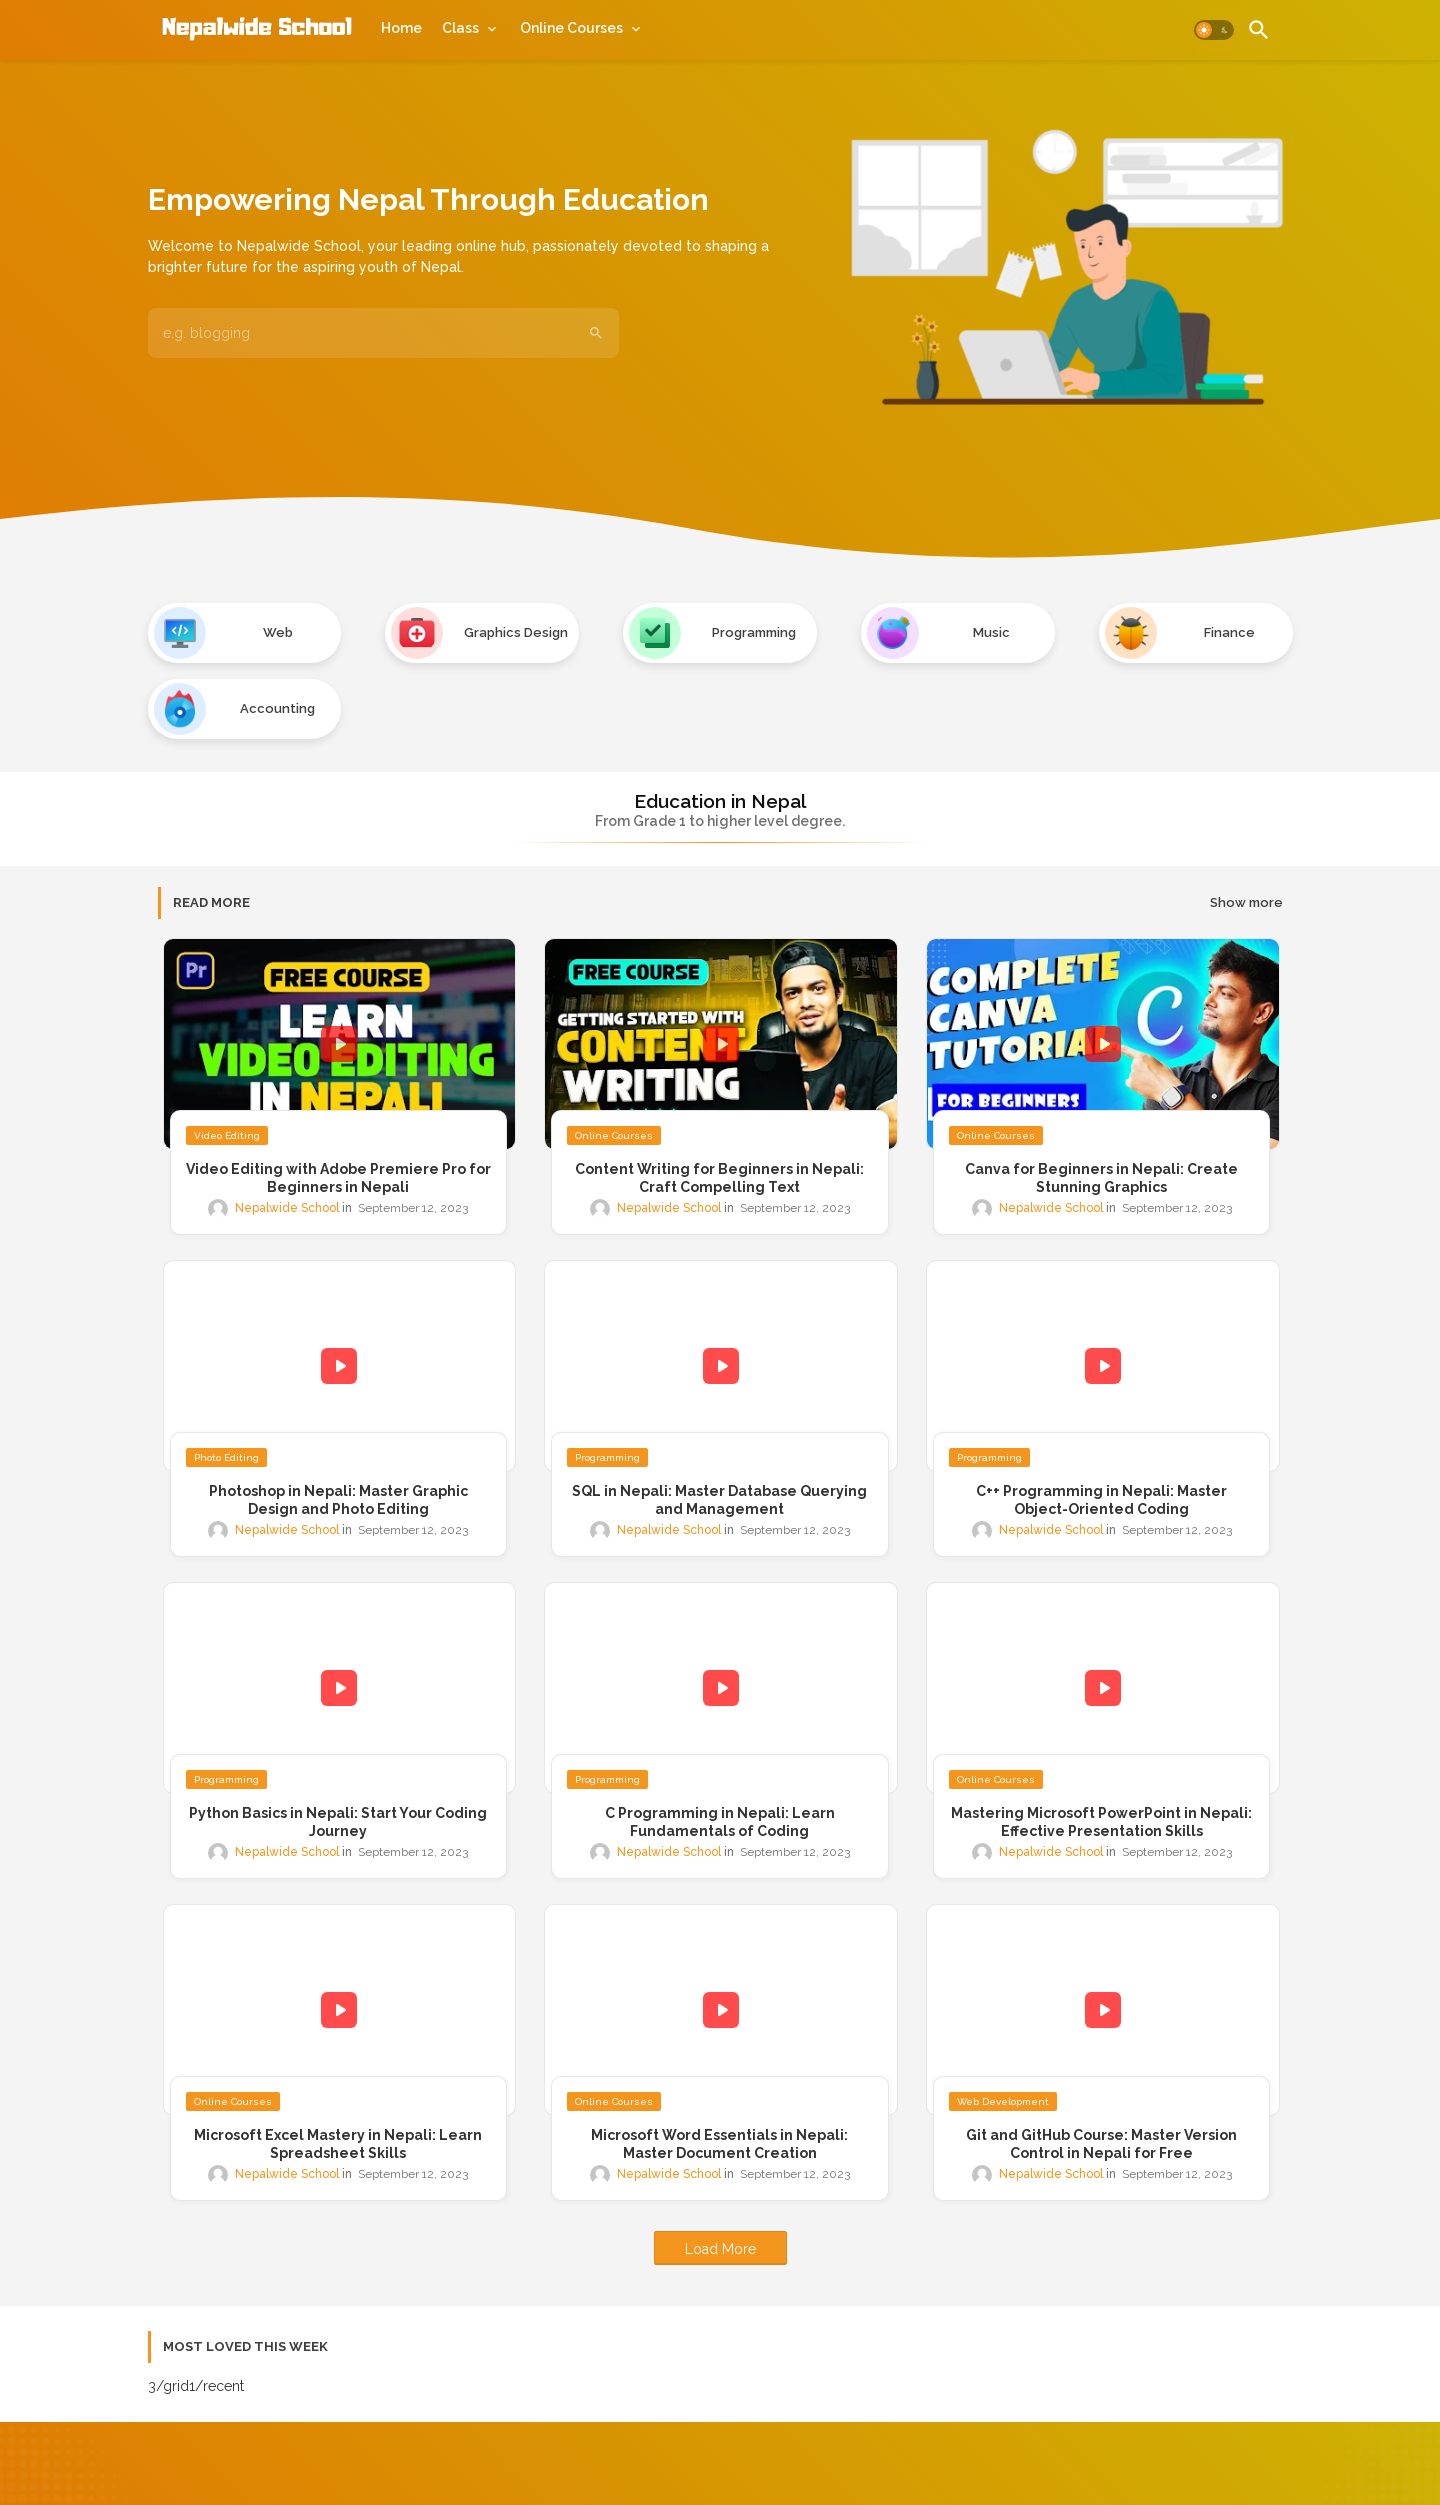 Nepalwide School
Home
Class
Online Courses
Empowering Nepal Through Education
Welcome to Nepalwide School, your leading online hub, passionately devoted to shaping a
brighter future for the aspiring youth of Nepal.
e.g. blogging
Web
Graphics Design
Programming
Music
Finance
Accounting
Education in Nepal
From Grade 1 to higher level degree.
READ MORE
Show more
Pr
FREE COURSE
LEARN
VIDEO EDITING
IN NEPALI
Video Editing
Video Editing with Adobe Premiere Pro for
Beginners in Nepali
Nepalwide School in September 12, 2023
FREE COURSE
GETTING STARTED WITH
CONTENT
WRITING
Online Courses
Content Writing for Beginners in Nepali:
Craft Compelling Text
Nepalwide School in September 12, 2023
COMPLETE
CANVA
TUTORIAL
C
FOR BEGINNERS
Online Courses
Canva for Beginners in Nepali: Create
Stunning Graphics
Nepalwide School in September 12, 2023
Photo Editing
Photoshop in Nepali: Master Graphic
Design and Photo Editing
Nepalwide School in September 12, 2023
Programming
SQL in Nepali: Master Database Querying
and Management
Nepalwide School in September 12, 2023
Programming
C++ Programming in Nepali: Master
Object-Oriented Coding
Nepalwide School in September 12, 2023
Programming
Python Basics in Nepali: Start Your Coding
Journey
Nepalwide School in September 12, 2023
Programming
C Programming in Nepali: Learn
Fundamentals of Coding
Nepalwide School in September 12, 2023
Online Courses
Mastering Microsoft PowerPoint in Nepali:
Effective Presentation Skills
Nepalwide School in September 12, 2023
Online Courses
Microsoft Excel Mastery in Nepali: Learn
Spreadsheet Skills
Nepalwide School in September 12, 2023
Online Courses
Microsoft Word Essentials in Nepali:
Master Document Creation
Nepalwide School in September 12, 2023
Web Development
Git and GitHub Course: Master Version
Control in Nepali for Free
Nepalwide School in September 12, 2023
Load More
MOST LOVED THIS WEEK
3/grid1/recent